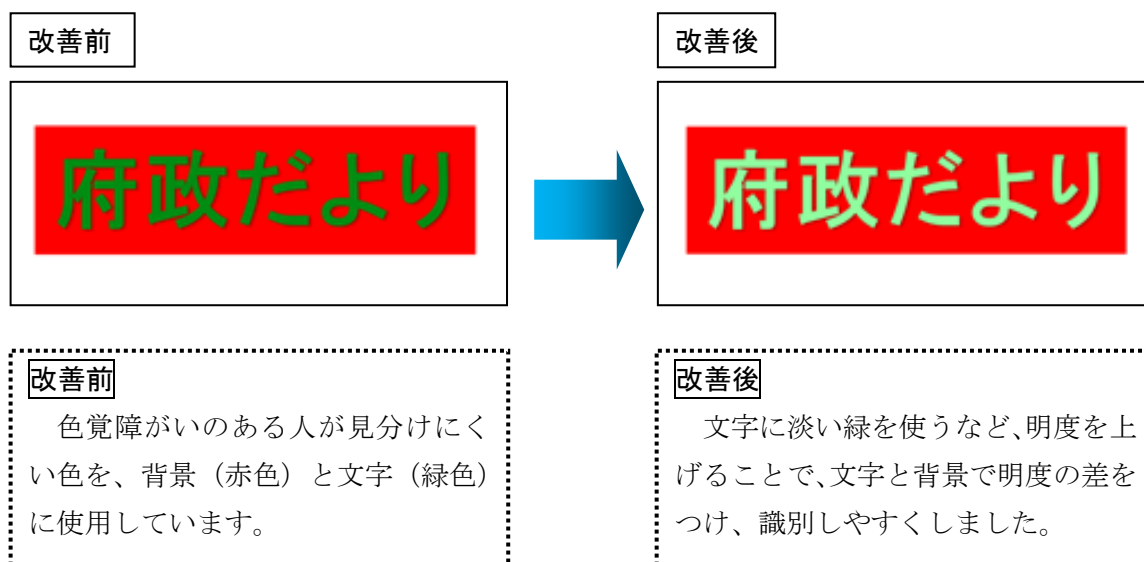 改善前
府政だより
改善前
色覚障がいのある人が見分けにく
い色を、背景（赤色）と文字（緑色）
に使用しています。
改善後
府政だより
改善後
文字に淡い緑を使うなど、明度を上
げることで、文字と背景で明度の差を
つけ、識別しやすくしました。